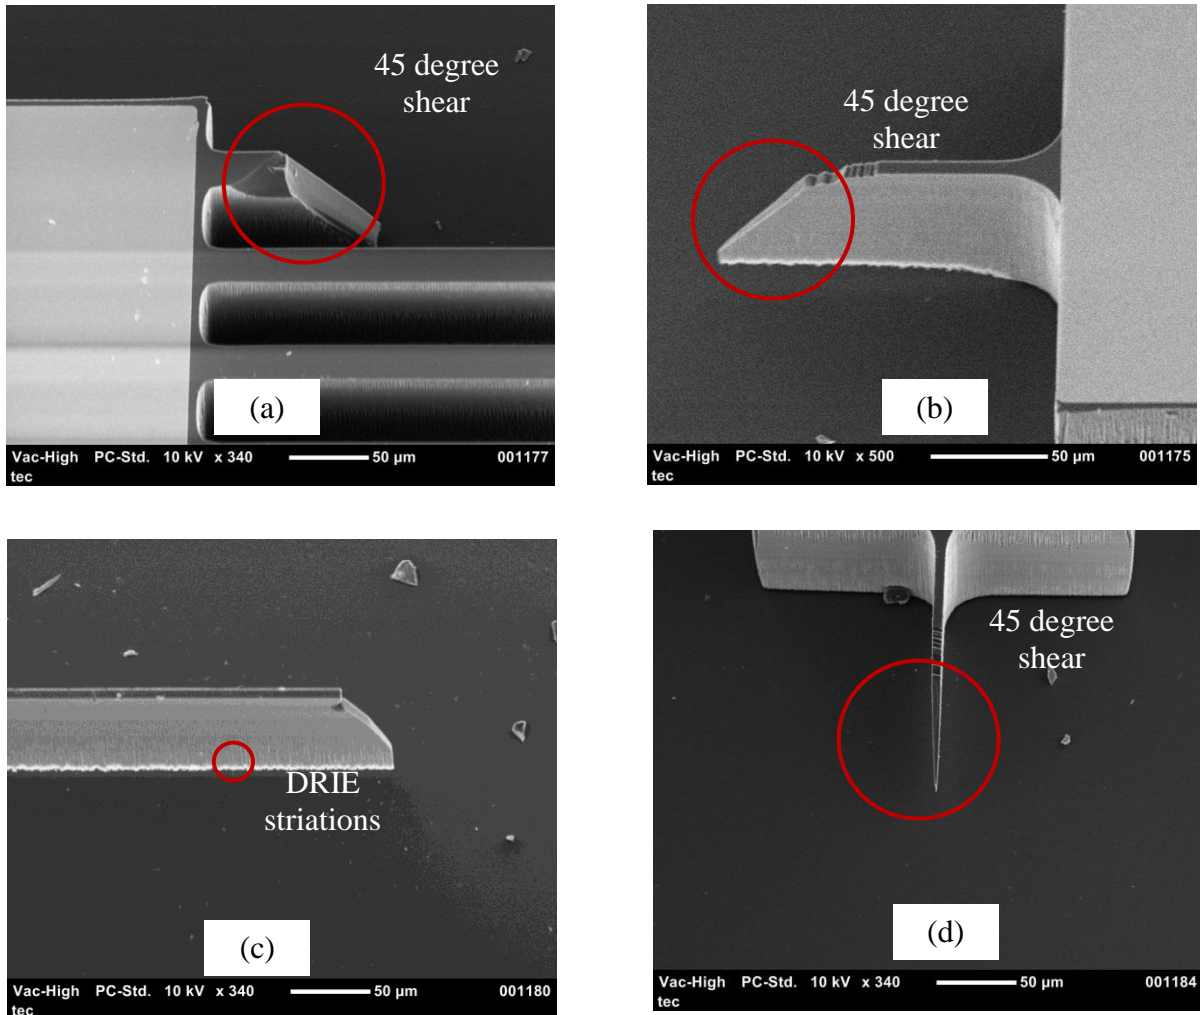 45 degree
shear
(a)
Vac-High PC-Std. 10 kV x 340 50 µm 001177
tec
45 degree
shear
(b)
Vac-High PC-Std. 10 kV x 500 50 µm 001175
tec
DRIE
striations
(c)
Vac-High PC-Std. 10 kV x 340 50 µm 001180
tec
45 degree
shear
(d)
Vac-High PC-Std. 10 kV x 340 50 µm 001184
tec